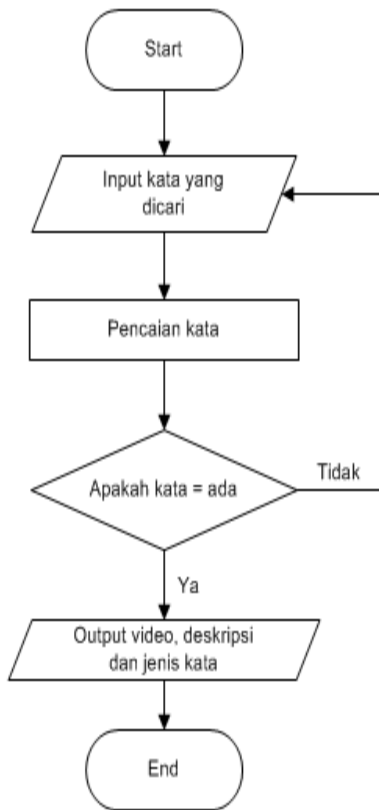 Start
Input kata yang
dicari
Pencaian kata
Apakah kata = ada
Tidak
Ya
Output video, deskripsi
dan jenis kata
End